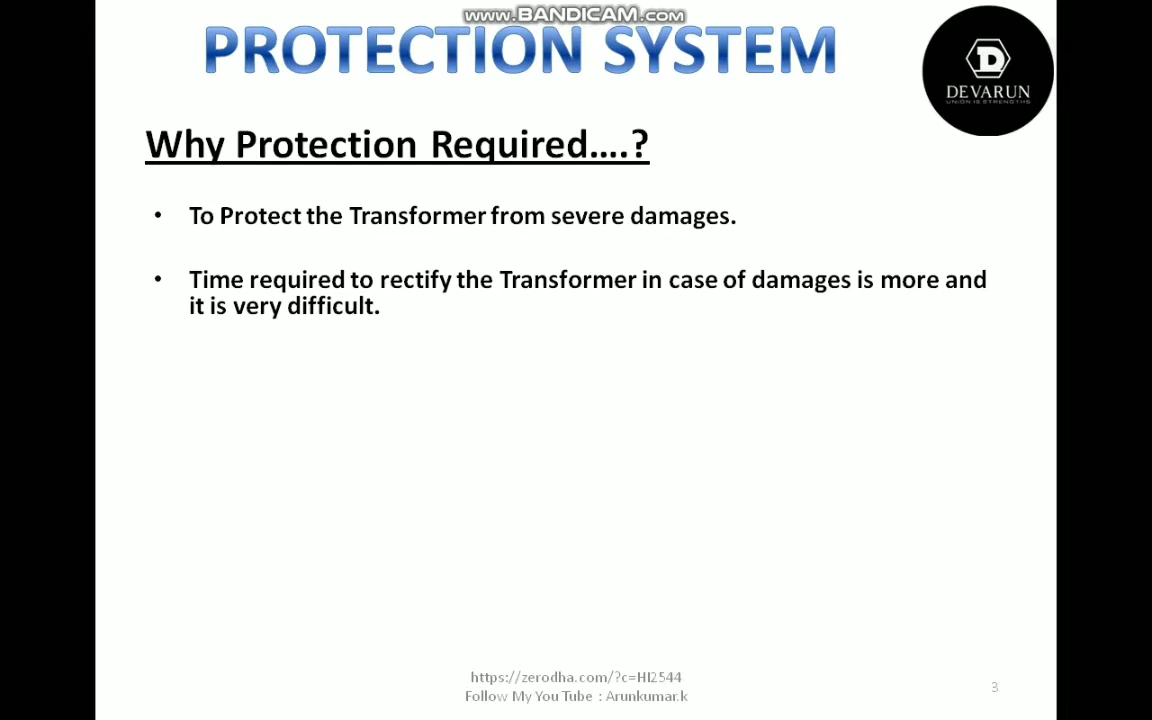 www.BANDICAM.com
PROTECTION SYSTEM
D
DEVARUN
UNION IS STRENGTHS
Why Protection Required....?
• To Protect the Transformer from severe damages.
• Time required to rectify the Transformer in case of damages is more and
it is very difficult.
https://zerodha.com/?c=HI2544
Follow My You Tube : Arunkumar.k
3